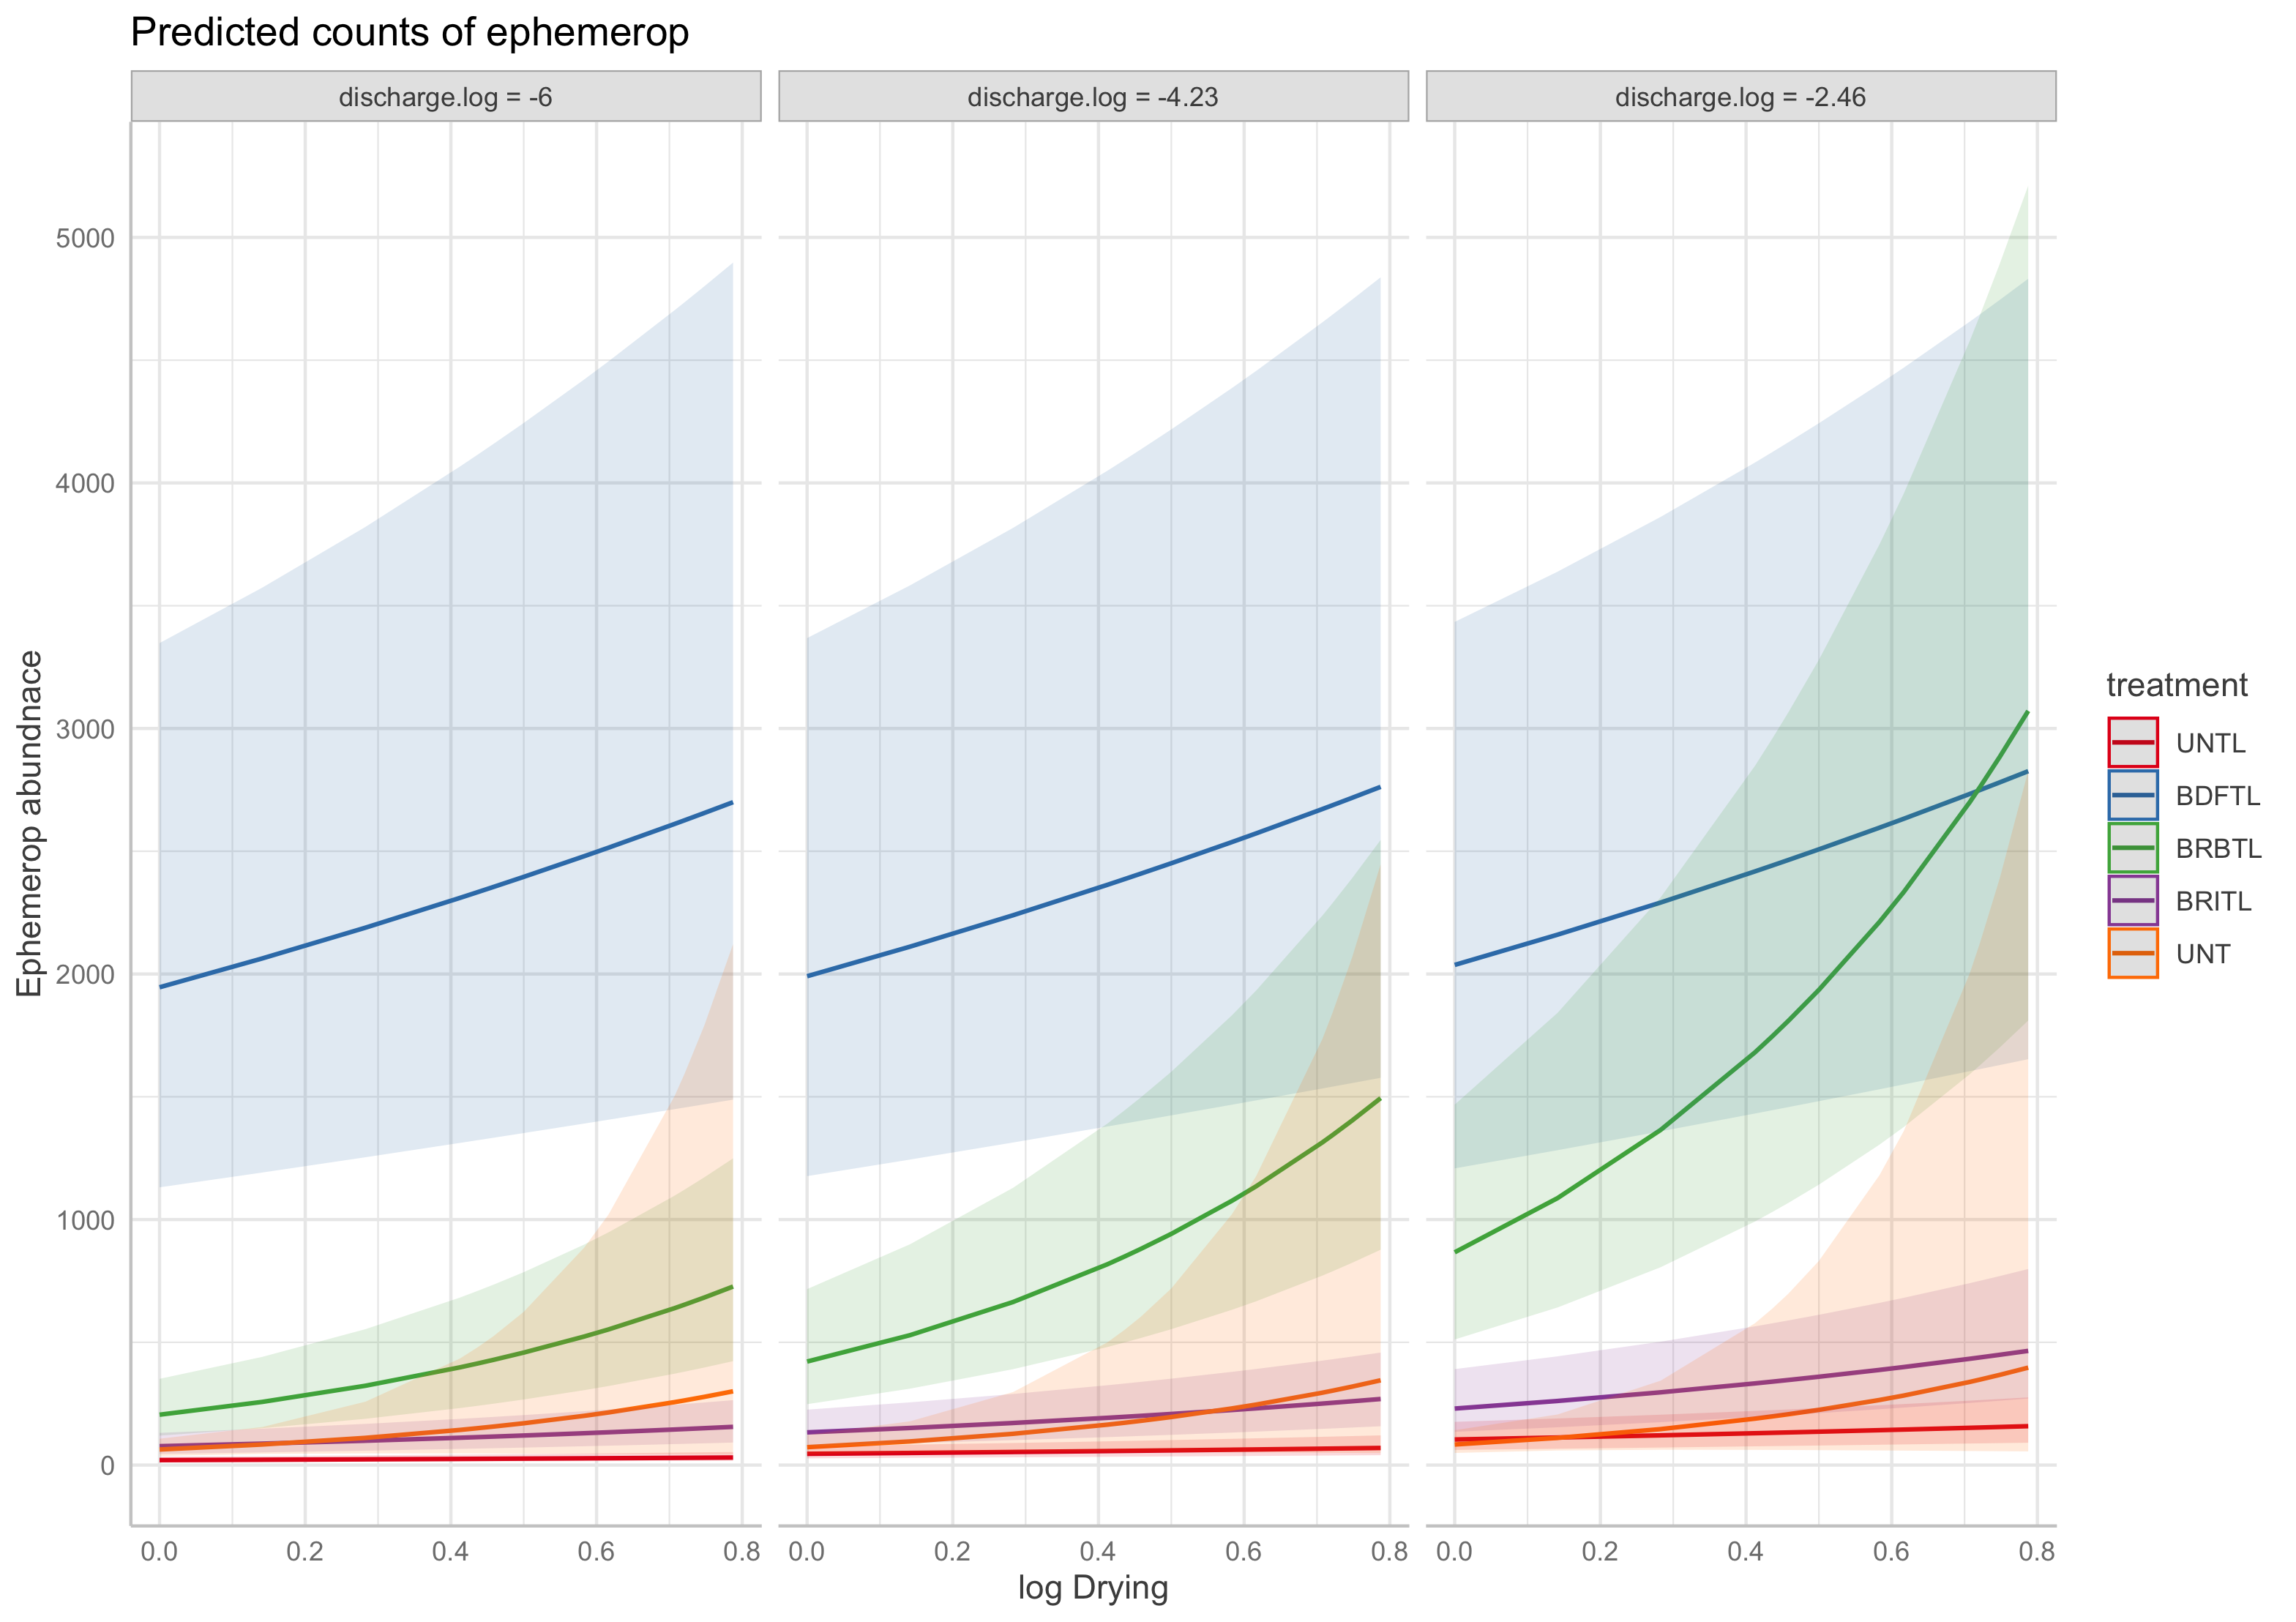 Predicted counts of ephemerop
discharge.log = -6
discharge.log = -4.23
discharge.log = -2.46
5000
4000
3000
2000
1000
0
Ephemerop abundnace
0.0 0.2 0.4 0.6 0.8
0.0 0.2 0.4 0.6 0.8
0.0 0.2 0.4 0.6 0.8
log Drying
treatment
UNTL
BDFTL
BRBTL
BRITL
UNT